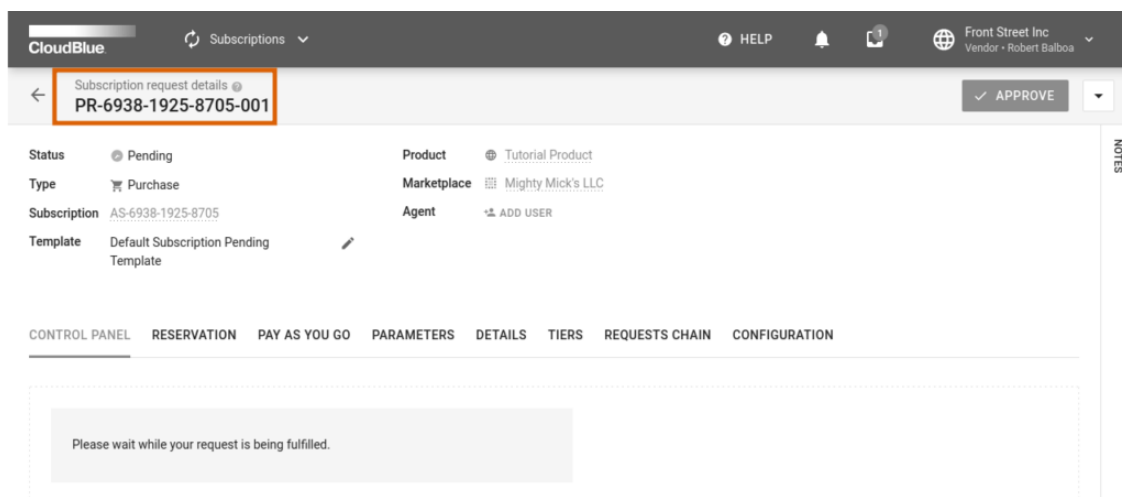 CloudBlue
Subscriptions
HELP
1
Front Street Inc
Vendor • Robert Balboa
Subscription request details
PR-6938-1925-8705-001
APPROVE
NOTES
Status Pending
Product Tutorial Product
Type Purchase
Marketplace Mighty Mick's LLC
Subscription AS-6938-1925-8705
Agent ADD USER
Template Default Subscription Pending
Template
CONTROL PANEL RESERVATION PAY AS YOU GO PARAMETERS DETAILS TIERS REQUESTS CHAIN CONFIGURATION
Please wait while your request is being fulfilled.